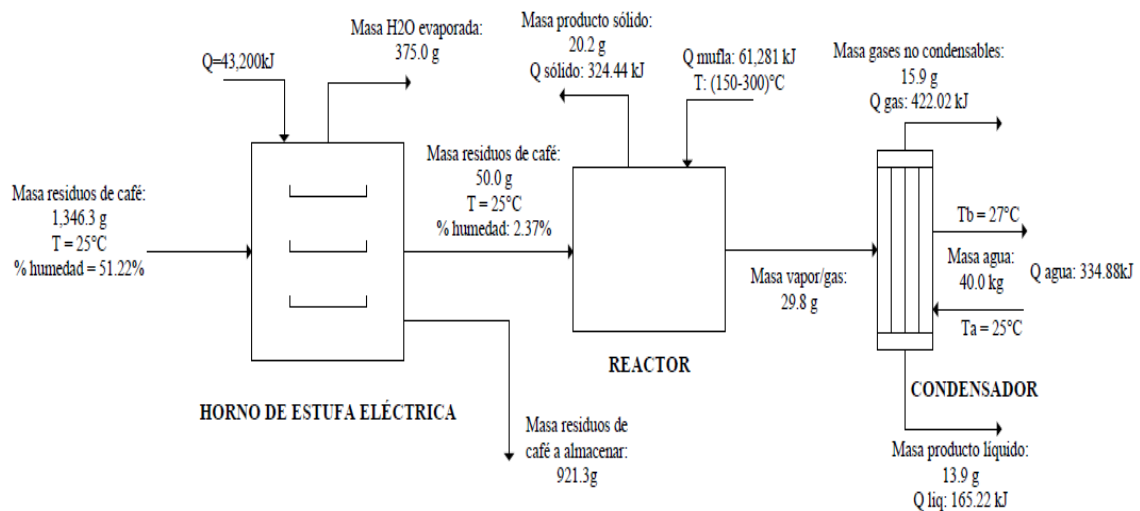 Masa H2O evaporada:
375.0 g
Q=43,200kJ
Masa producto sólido:
20.2 g
Q sólido: 324.44 kJ
Q mufla: 61,281 kJ
T: (150-300)°C
Masa gases no condensables:
15.9 g
Q gas: 422.02 kJ
Masa residuos de café:
1,346.3 g
T = 25°C
% humedad = 51.22%
Masa residuos de café:
50.0 g
T = 25°C
% humedad: 2.37%
Masa vapor/gas:
29.8 g
Tb = 27°C
Masa agua:
40.0 kg
Q agua: 334.88kJ
Ta = 25°C
HORNO DE ESTUFA ELÉCTRICA
REACTOR
CONDENSADOR
Masa residuos de
café a almacenar:
921.3g
Masa producto líquido:
13.9 g
Q liq: 165.22 kJ